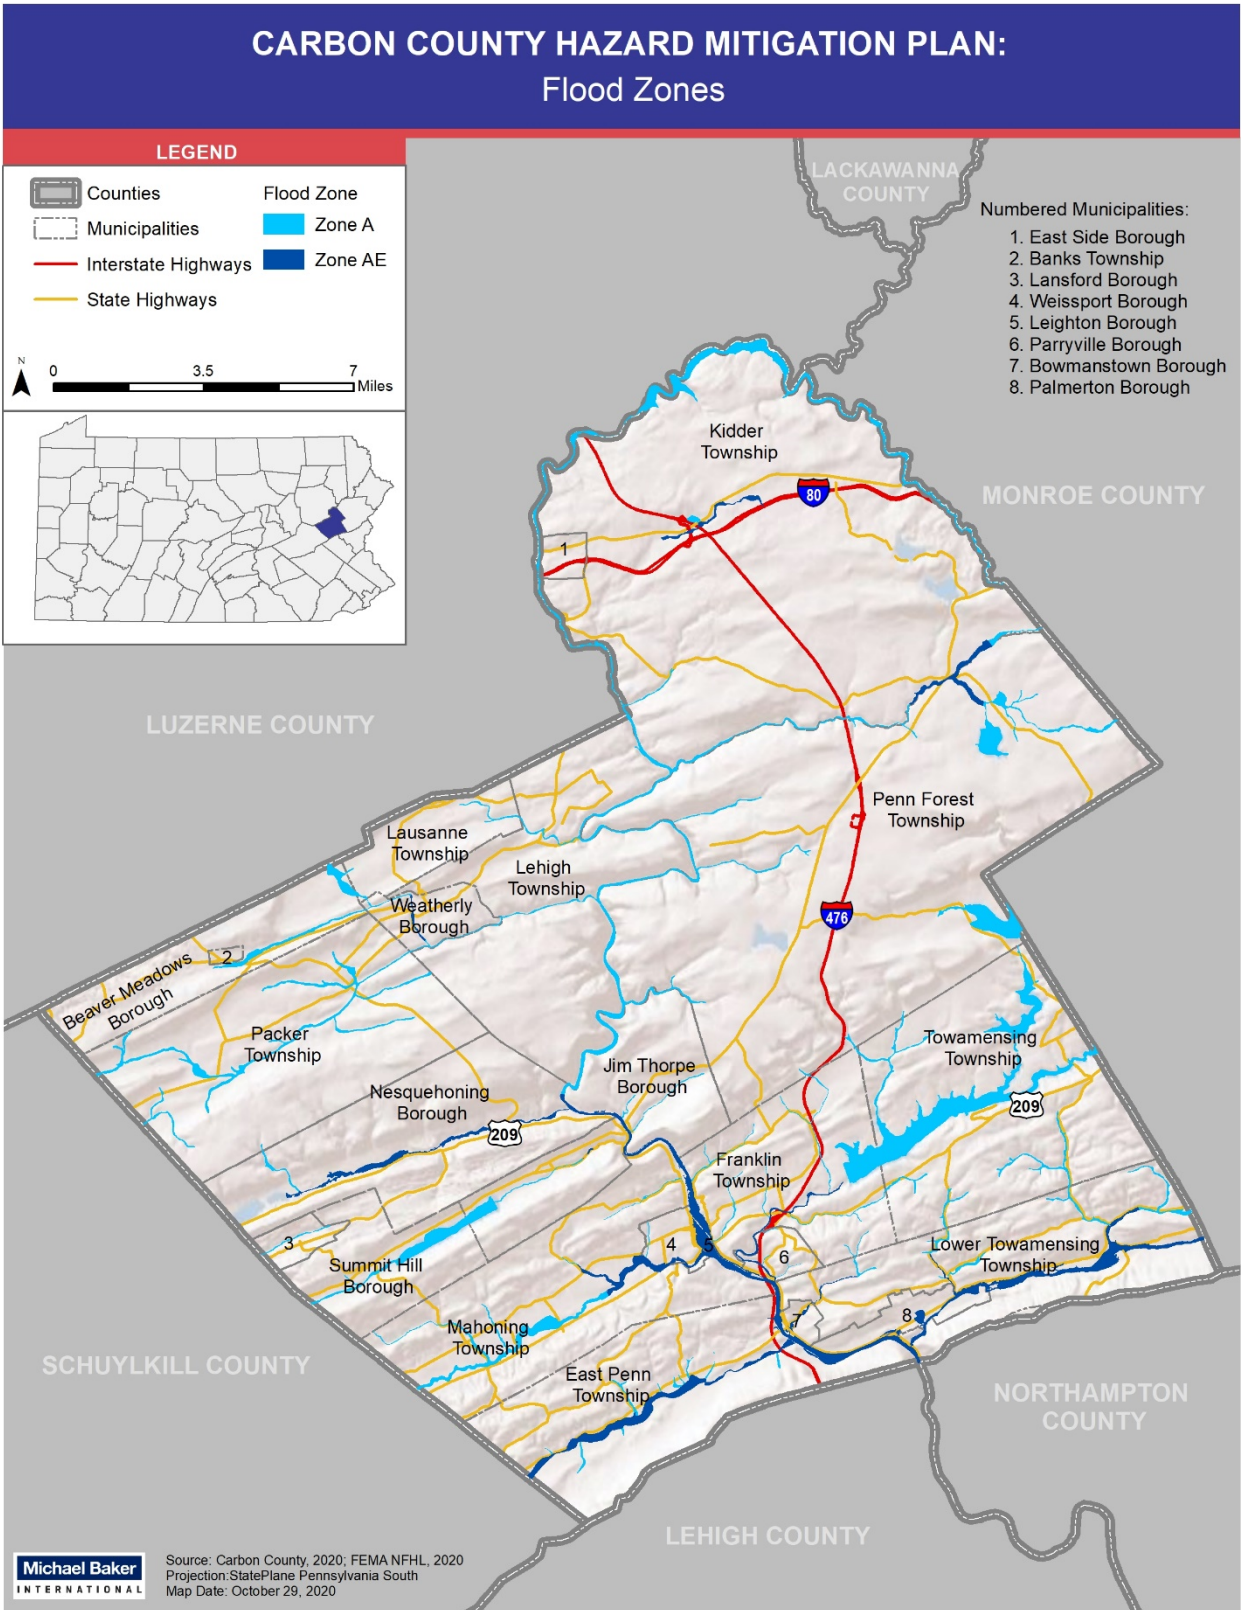 CARBON COUNTY HAZARD MITIGATION PLAN:
Flood Zones
LEGEND
Counties
Municipalities
Interstate Highways
State Highways
Flood Zone
Zone A
Zone AE
N
0 3.5 7
Miles
LACKAWANNA
COUNTY
Numbered Municipalities:
1. East Side Borough
2. Banks Township
3. Lansford Borough
4. Weissport Borough
5. Leighton Borough
6. Parryville Borough
7. Bowmanstown Borough
8. Palmerton Borough
Kidder
Township
80
MONROE COUNTY
1
LUZERNE COUNTY
Penn Forest
Township
Lausanne
Township
Lehigh
Township
Weatherly
Borough
476
2
Beaver Meadows
Borough
Packer
Township
Towamensing
Township
Jim Thorpe
Borough
Nesquehoning
Borough
209
209
Franklin
Township
3
4
5
6
Lower Towamensing
Township
Summit Hill
Borough
7
8
Mahoning
Township
East Penn
Township
SCHUYLKILL COUNTY
NORTHAMPTON
COUNTY
LEHIGH COUNTY
Michael Baker
INTERNATIONAL
Source: Carbon County, 2020; FEMA NFHL, 2020
Projection:StatePlane Pennsylvania South
Map Date: October 29, 2020